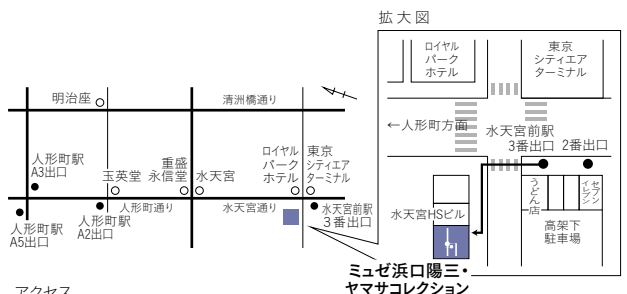 拡大図
ロイヤル
パーク
ホテル
東京
シティエア
ターミナル
←人形町方面
水天宮前駅
3番出口
2番出口
うどん店
セブン
イレブン
水天宮HSビル
高架下
駐車場
明治座
清洲橋通り
人形町駅
A3出口
玉英堂
重盛
永信堂
水天宮
ロイヤル
パーク
ホテル
東京
シティエア
ターミナル
人形町通り
水天宮通り
水天宮前駅
3番出口
人形町駅
A5出口
人形町駅
A2出口
ミュゼ浜口陽三・
ヤマサコレクション
アクセス